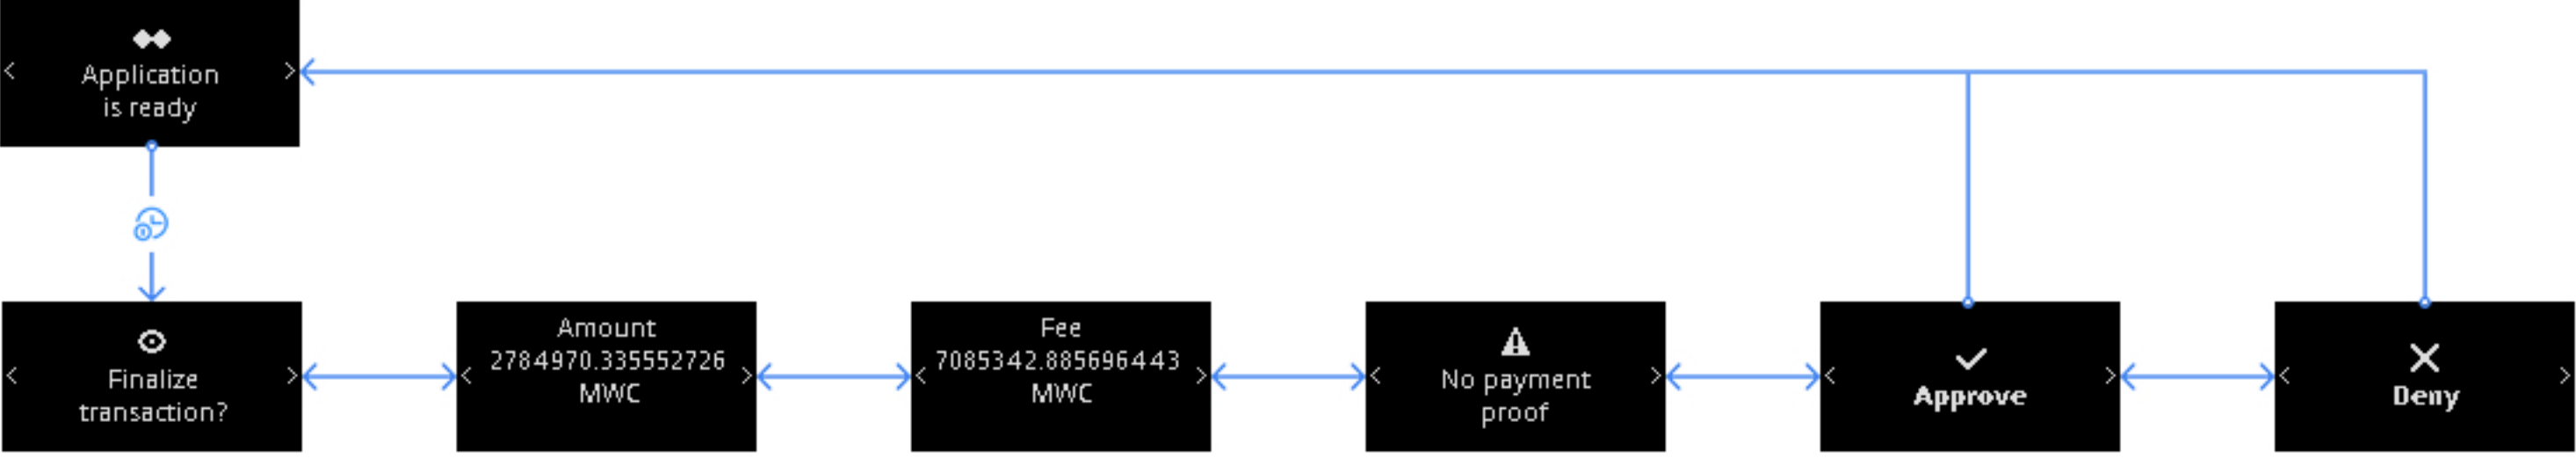 Application
is ready
Finalize
transaction?
Amount
2784970.335552726
MWC
Fee
7085342.885696443
MWC
No payment
proof
Approve
Deny